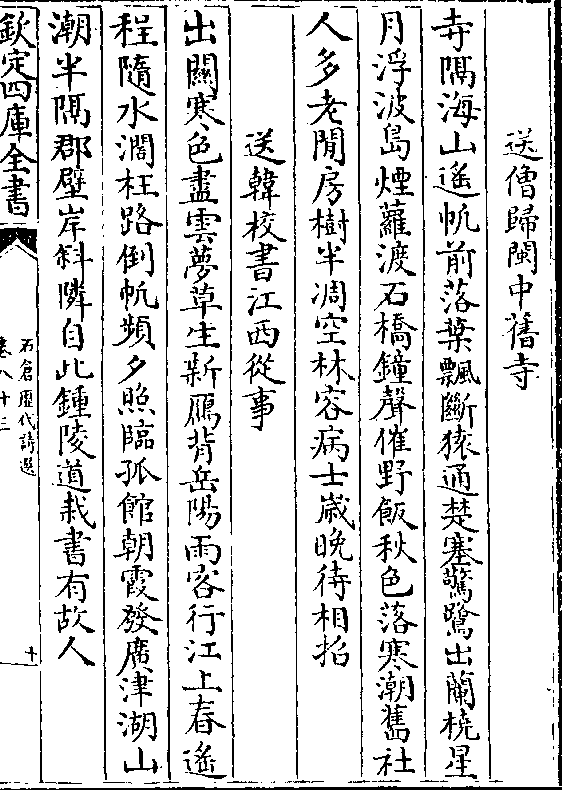 送僧歸閩中舊寺
寺隅海山遙帆前落葉飄斷猿通楚塞驚鷺出蘭橈星
月浮波島煙蘿渡石橋鐘聲催野飯秋色落寒潮舊社
人多老閒房樹半凋空林容病士歲晚待相招
送韓校書江西從事
出關寒色盡雲夢草生新鴈背岳陽雨客行江上春遙
程隨水濶枉路倒帆頻夕照臨孤館朝霞發廣津湖山
潮半隅郡壁岸斜隣自此鍾陵道裁書有故人
欽定四庫全書
石倉歴代詩選
卷八十三
十